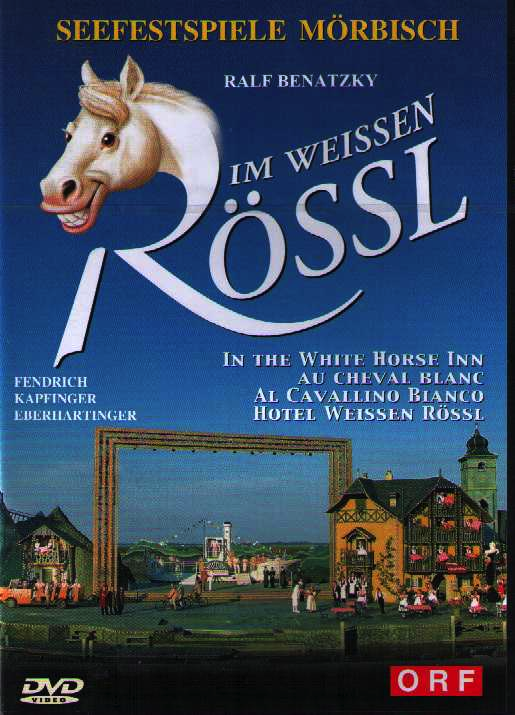 SEEFESTSPIELE MÖRBISCH
RALF BENATZKY
IM WEISSEN
RÖSSL
IN THE WHITE HORSE INN
AU CHEVAL BLANC
AL CAVALLINO BIANCO
HOTEL WEISSEN RÖSSL
FENDRICH
KAPFINGER
EBERHARTINGER
DVD
VIDEO
ORF